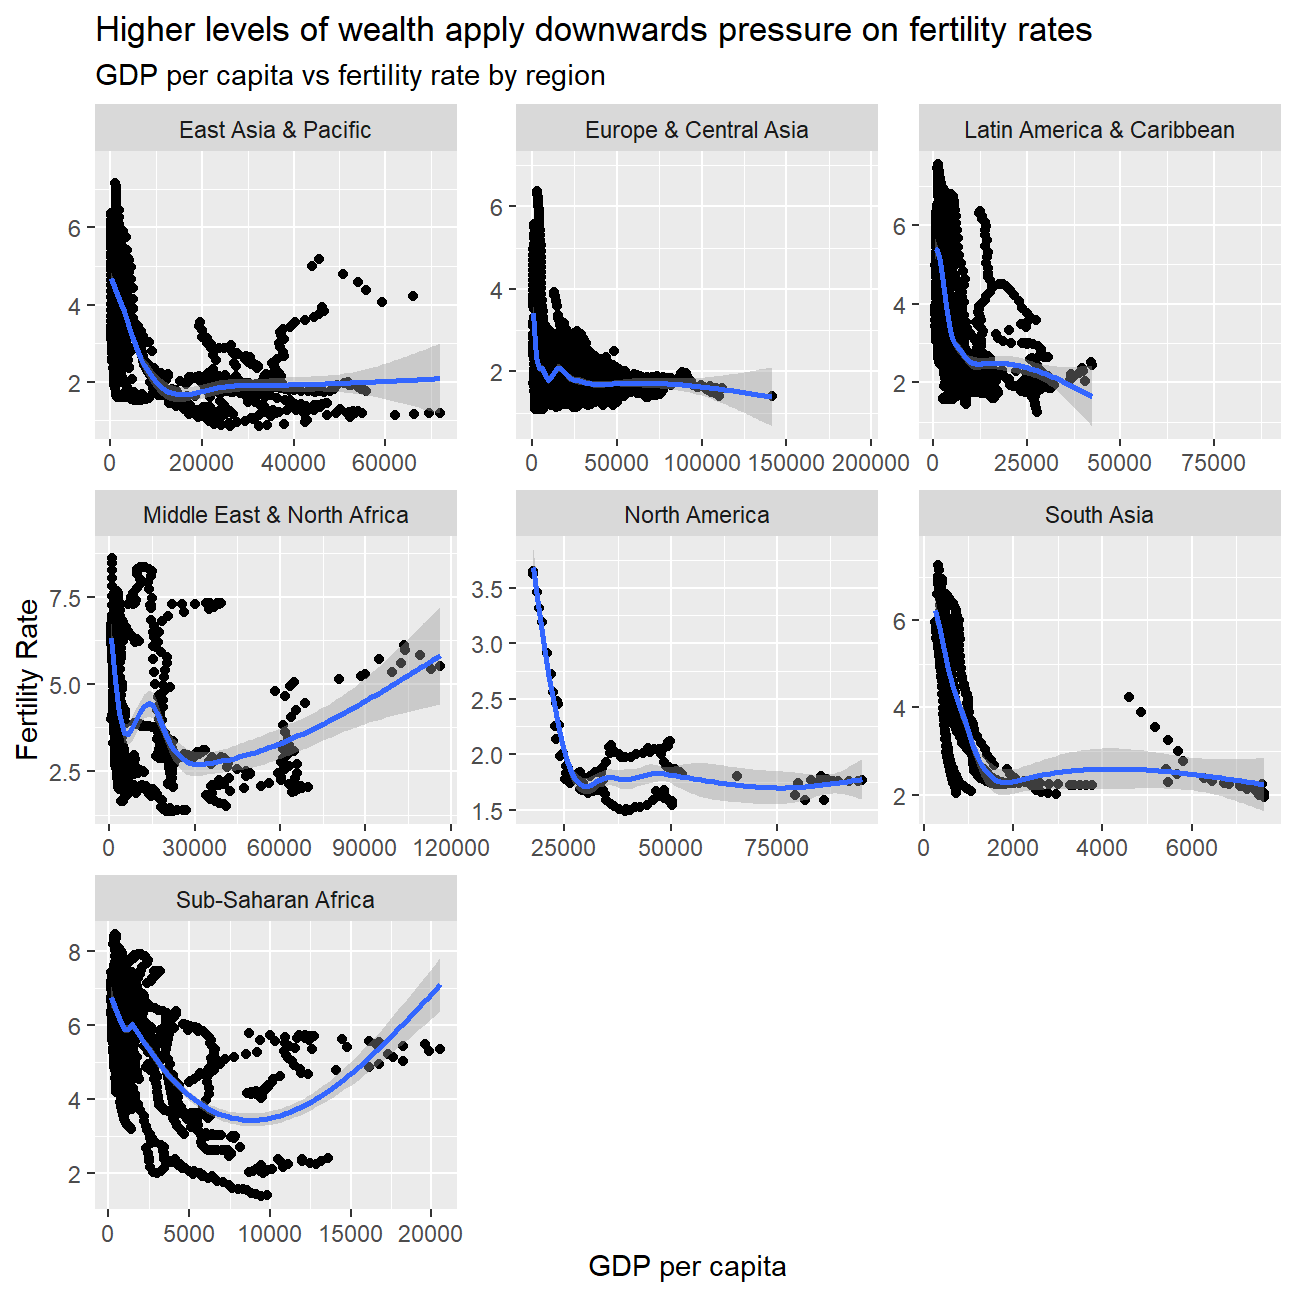 Higher levels of wealth apply downwards pressure on fertility rates
GDP per capita vs fertility rate by region
East Asia & Pacific
Europe & Central Asia
Latin America & Caribbean
6
4
2
0 20000 40000 60000
6
4
2
0 50000 100000 150000 200000
6
4
2
0 25000 50000 75000
Middle East & North Africa
North America
South Asia
Fertility Rate
7.5
5.0
2.5
0 30000 60000 90000 120000
3.5
3.0
2.5
2.0
1.5
25000 50000 75000
6
4
2
0 2000 4000 6000
Sub-Saharan Africa
8
6
4
2
0 5000 10000 15000 20000
GDP per capita